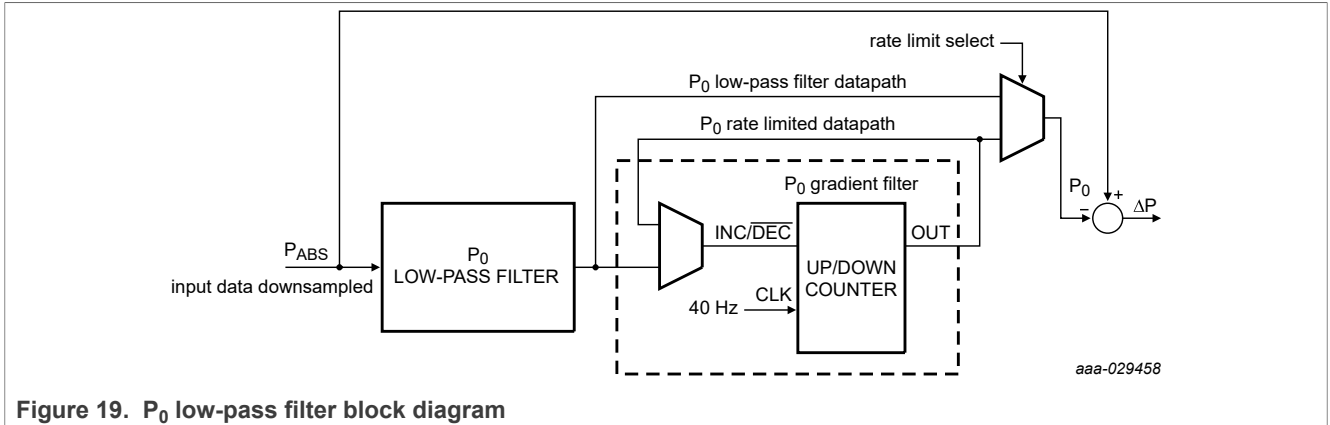 rate limit select
P₀ low-pass filter datapath
P₀ rate limited datapath
P₀ gradient filter
P₀
+
−
ΔP
P_ABS
input data downsampled
P₀
LOW-PASS FILTER
INC/D̅E̅C̅
OUT
UP/DOWN
COUNTER
40 Hz
CLK
aaa-029458
Figure 19. P₀ low-pass filter block diagram